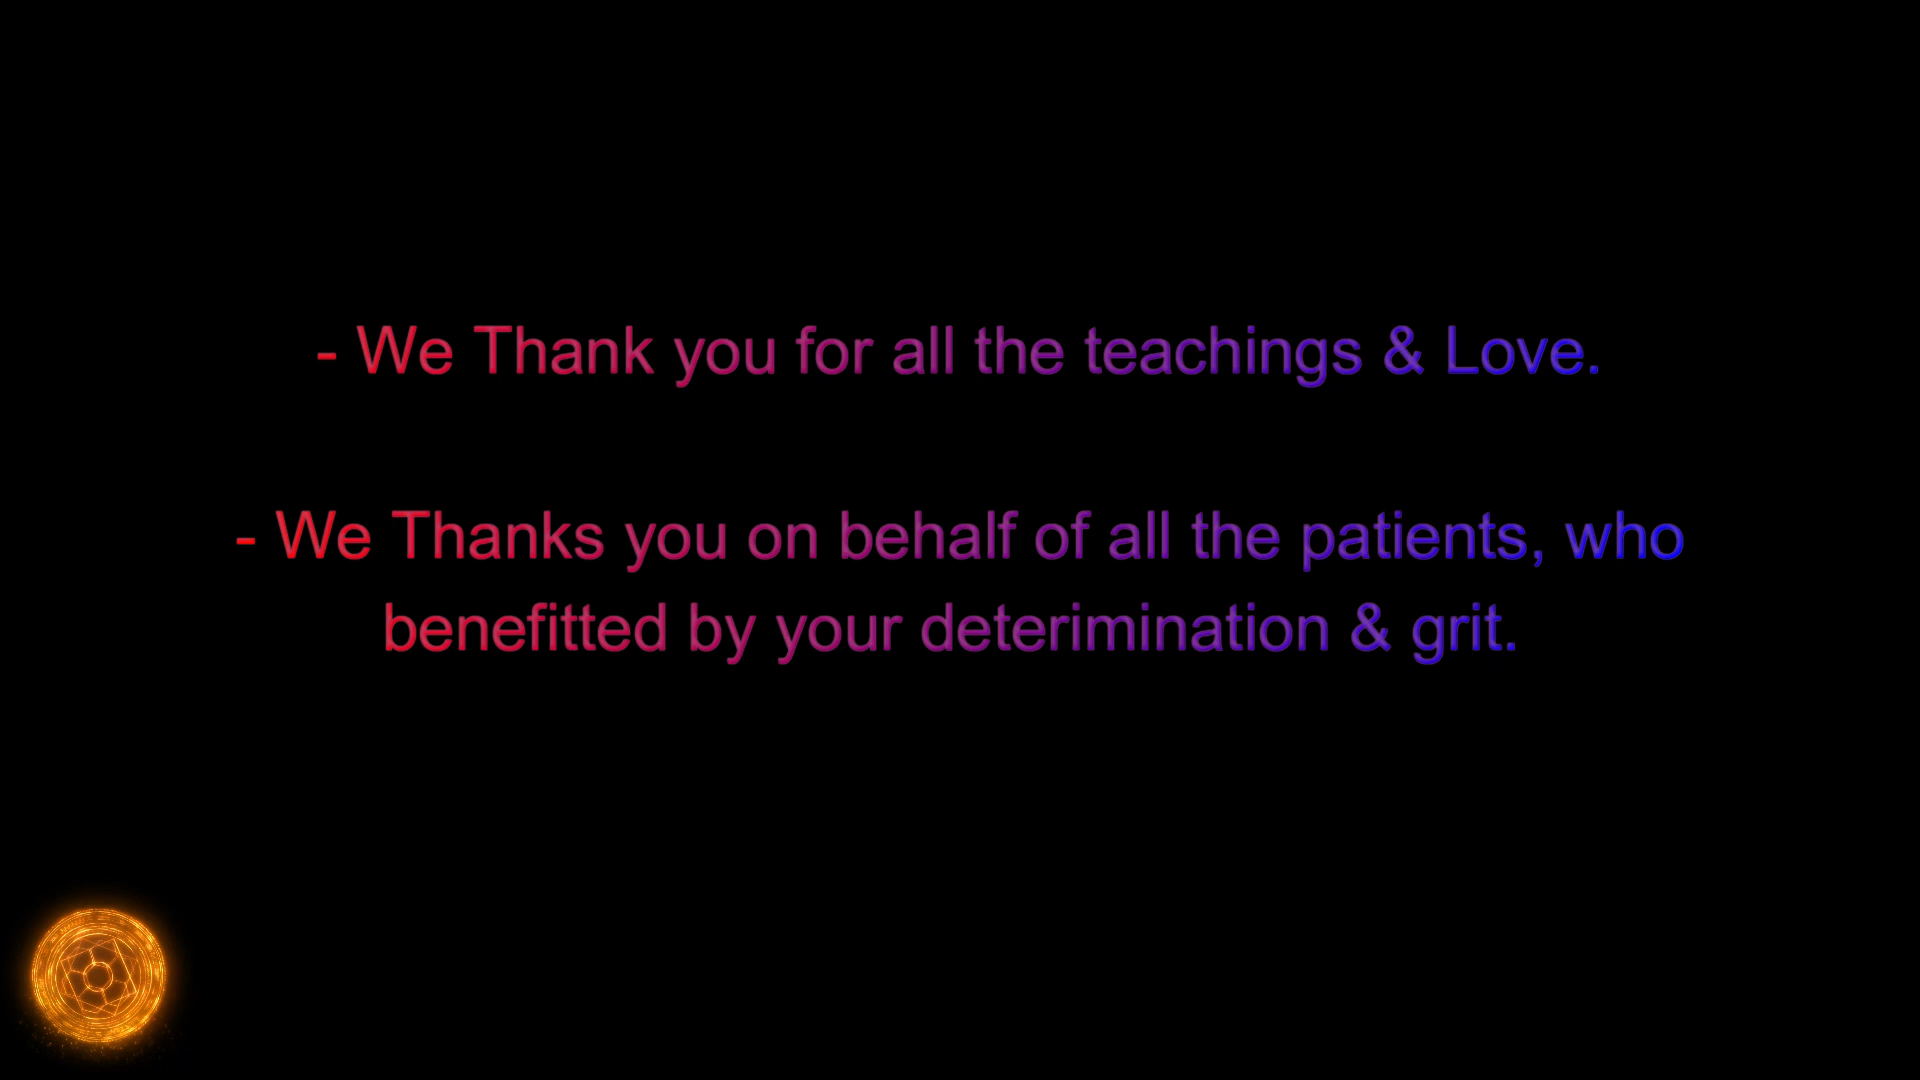 - We Thank you for all the teachings & Love.
- We Thanks you on behalf of all the patients, who
benefitted by your deterimination & grit.